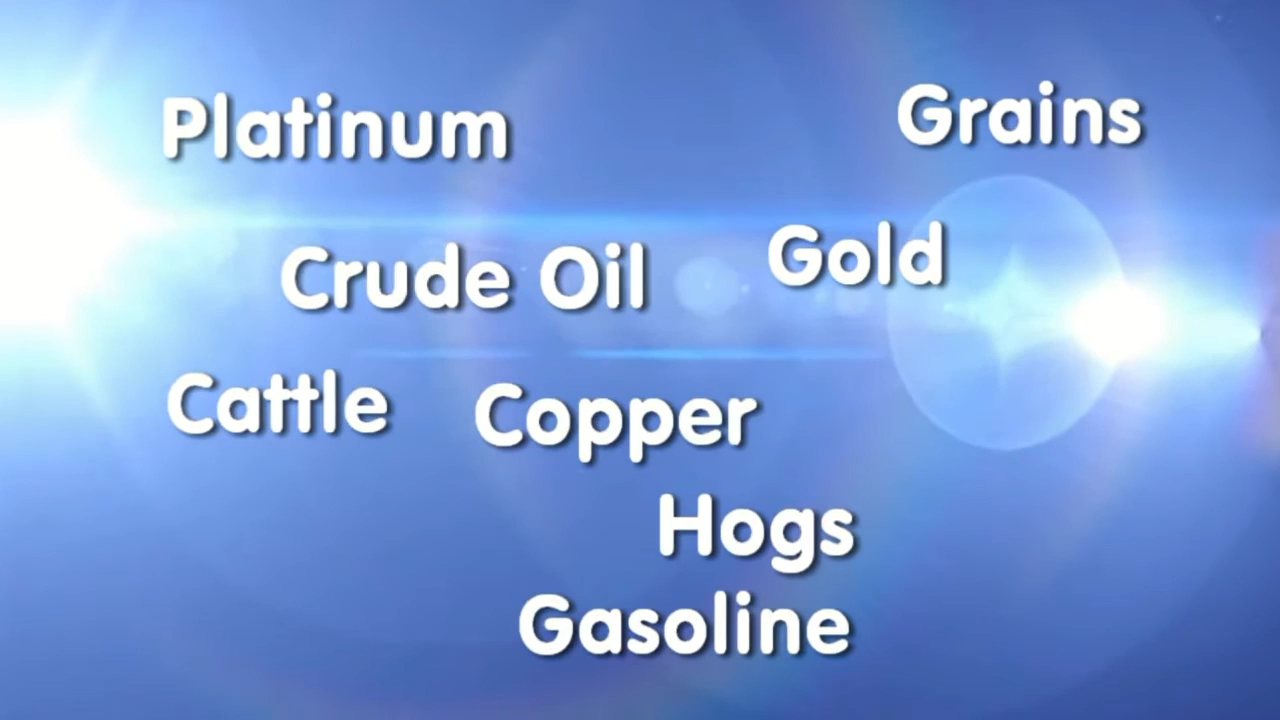 Platinum
Grains
Crude Oil
Gold
Cattle
Copper
Hogs
Gasoline